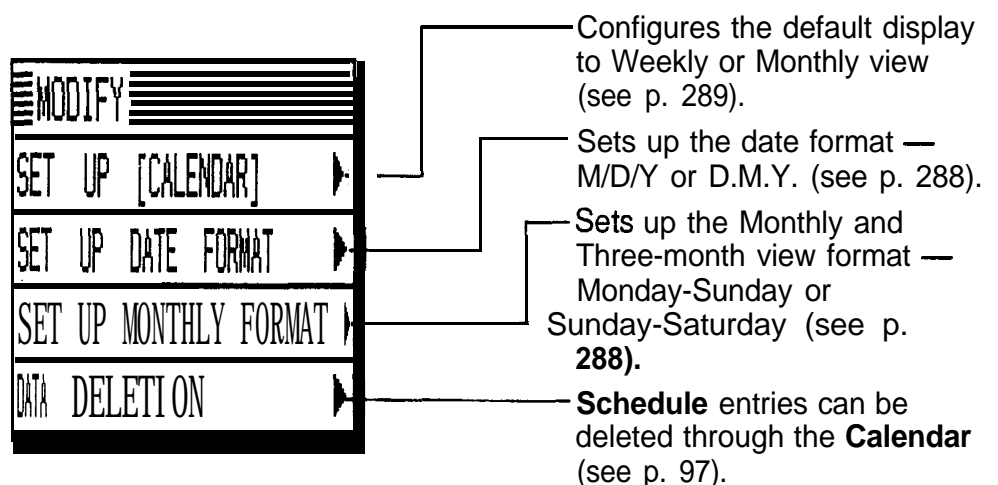 MODIFY
SET UP [CALENDAR]
SET UP DATE FORMAT
SET UP MONTHLY FORMAT
DATA DELETION
Configures the default display
to Weekly or Monthly view
(see p. 289).
Sets up the date format —
M/D/Y or D.M.Y. (see p. 288).
Sets up the Monthly and
Three-month view format —
Monday-Sunday or
Sunday-Saturday (see p.
288).
Schedule entries can be
deleted through the Calendar
(see p. 97).